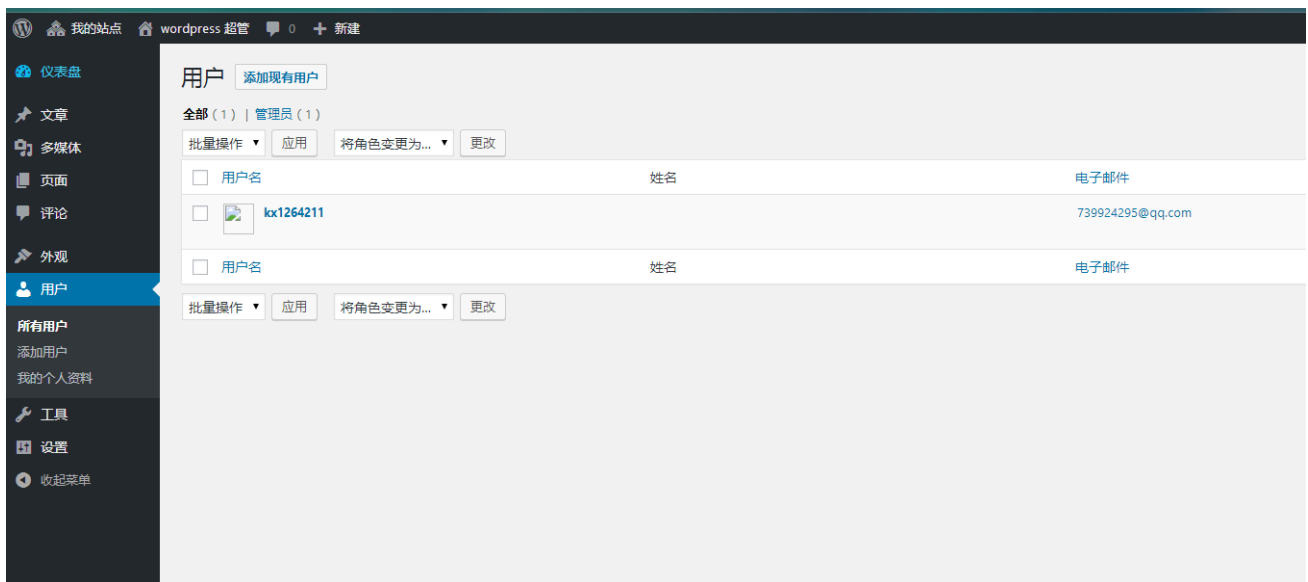 我的站点 wordpress 超管 0 新建
仪表盘
文章
多媒体
页面
评论
外观
用户
所有用户
添加用户
我的个人资料
工具
设置
收起菜单
用户 添加现有用户
全部 ( 1 ) | 管理员 ( 1 )
批量操作 应用 将角色变更为... 更改
用户名 姓名 电子邮件
kx1264211 739924295@qq.com
用户名 姓名 电子邮件
批量操作 应用 将角色变更为... 更改